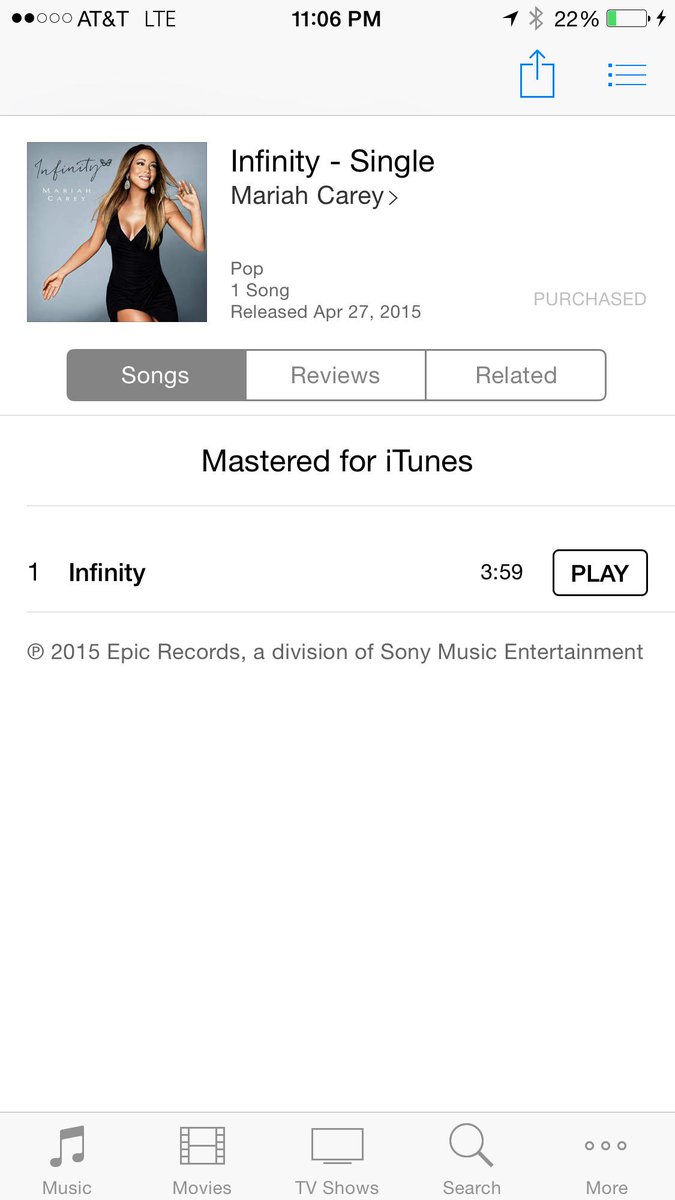 AT&T LTE 11:06 PM 22%
Infinity
MARIAH
CAREY
Infinity - Single
Mariah Carey
Pop
1 Song
Released Apr 27, 2015
PURCHASED
Songs Reviews Related
Mastered for iTunes
1 Infinity 3:59 PLAY
℗ 2015 Epic Records, a division of Sony Music Entertainment
Music Movies TV Shows Search More